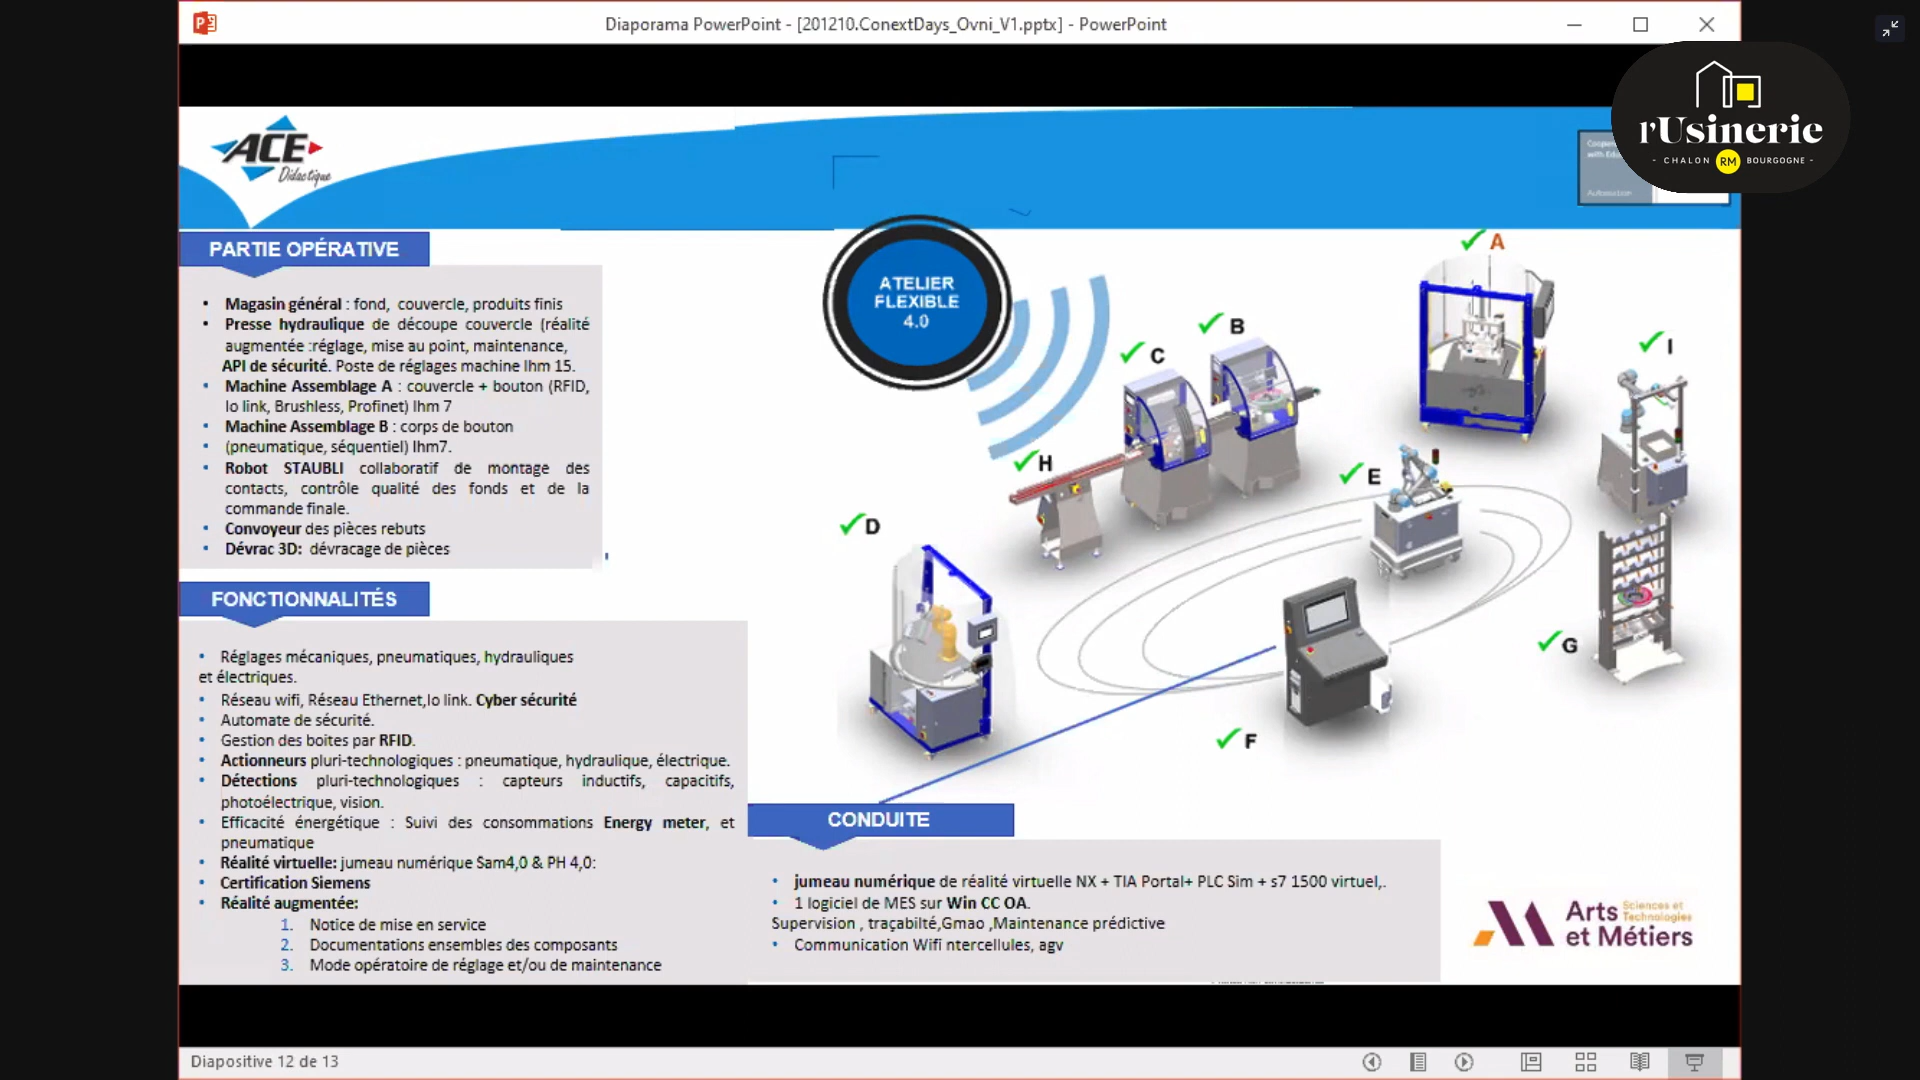 Diaporama PowerPoint - [201210.ConextDays_Ovni_V1.pptx] - PowerPoint
l'Usinerie
- CHALON RM BOURGOGNE -
ACE
Didactique
PARTIE OPÉRATIVE
• Magasin général : fond, couvercle, produits finis
• Presse hydraulique de découpe couvercle (réalité
augmentée :réglage, mise au point, maintenance,
API de sécurité. Poste de réglages machine Ihm 15.
• Machine Assemblage A : couvercle + bouton (RFID,
Io link, Brushless, Profinet) Ihm 7
• Machine Assemblage B : corps de bouton
• (pneumatique, séquentiel) Ihm7.
• Robot STAUBLI collaboratif de montage des
contacts, contrôle qualité des fonds et de la
commande finale.
• Convoyeur des pièces rebuts
• Dévrac 3D: dévracage de pièces
ATELIER
FLEXIBLE
4.0
A
B
C
I
H
E
D
G
F
FONCTIONNALITÉS
• Réglages mécaniques, pneumatiques, hydrauliques
et électriques.
• Réseau wifi, Réseau Ethernet,Io link. Cyber sécurité
• Automate de sécurité.
• Gestion des boites par RFID.
• Actionneurs pluri-technologiques : pneumatique, hydraulique, électrique.
• Détections pluri-technologiques : capteurs inductifs, capacitifs,
photoélectrique, vision.
• Efficacité énergétique : Suivi des consommations Energy meter, et
pneumatique
• Réalité virtuelle: jumeau numérique Sam4,0 & PH 4,0:
• Certification Siemens
• Réalité augmentée:
1. Notice de mise en service
2. Documentations ensembles des composants
3. Mode opératoire de réglage et/ou de maintenance
CONDUITE
• jumeau numérique de réalité virtuelle NX + TIA Portal+ PLC Sim + s7 1500 virtuel,.
• 1 logiciel de MES sur Win CC OA.
Supervision , traçabilté,Gmao ,Maintenance prédictive
• Communication Wifi ntercellules, agv
Arts Sciences et
Technologies
et Métiers
Diapositive 12 de 13